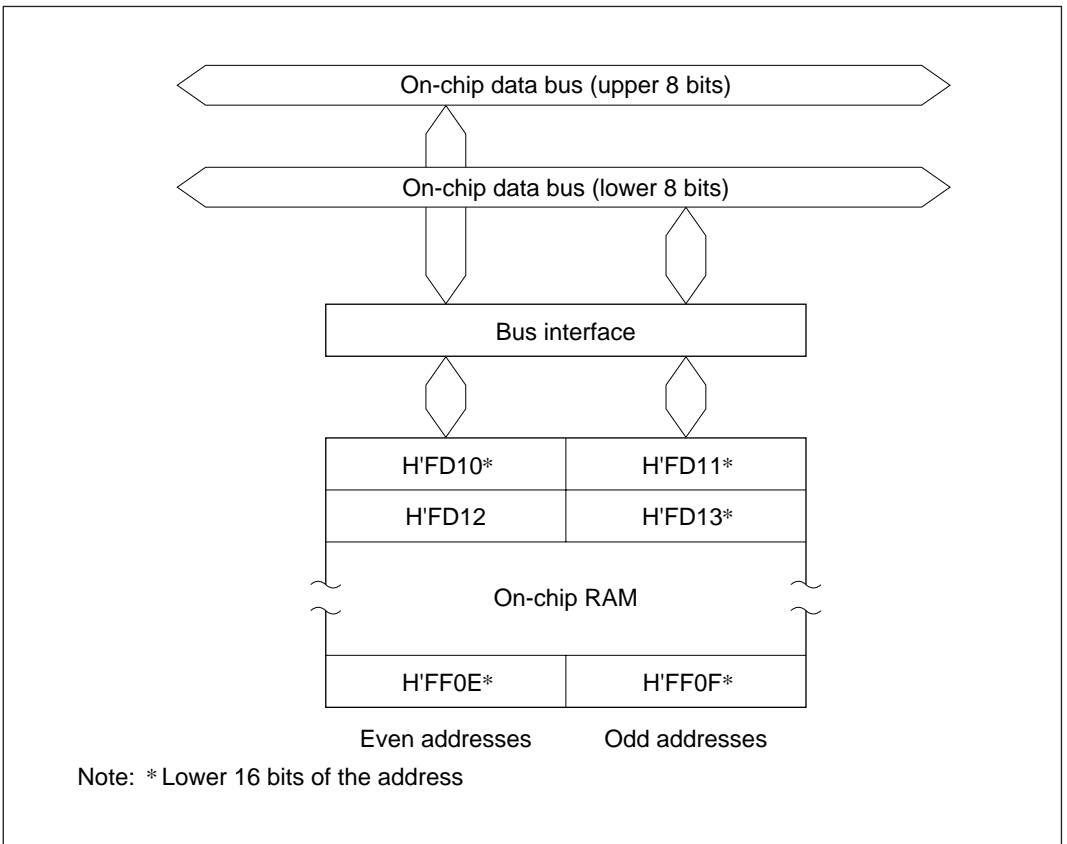 On-chip data bus (upper 8 bits)
On-chip data bus (lower 8 bits)
Bus interface
H'FD10* H'FD11*
H'FD12 H'FD13*
On-chip RAM
H'FF0E* H'FF0F*
Even addresses Odd addresses
Note: * Lower 16 bits of the address